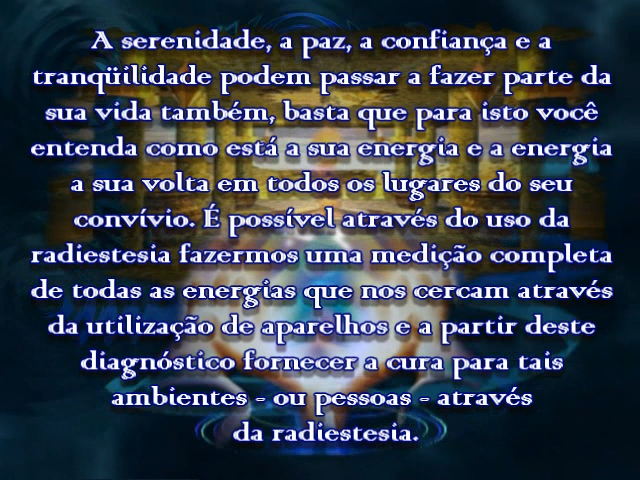 A serenidade, a paz, a confiança e a
tranqüilidade podem passar a fazer parte da
sua vida também, basta que para isto você
entenda como está a sua energia e a energia
a sua volta em todos os lugares do seu
convívio. É possível através do uso da
radiestesia fazermos uma medição completa
de todas as energias que nos cercam através
da utilização de aparelhos e a partir deste
diagnóstico fornecer a cura para tais
ambientes - ou pessoas - através
da radiestesia.